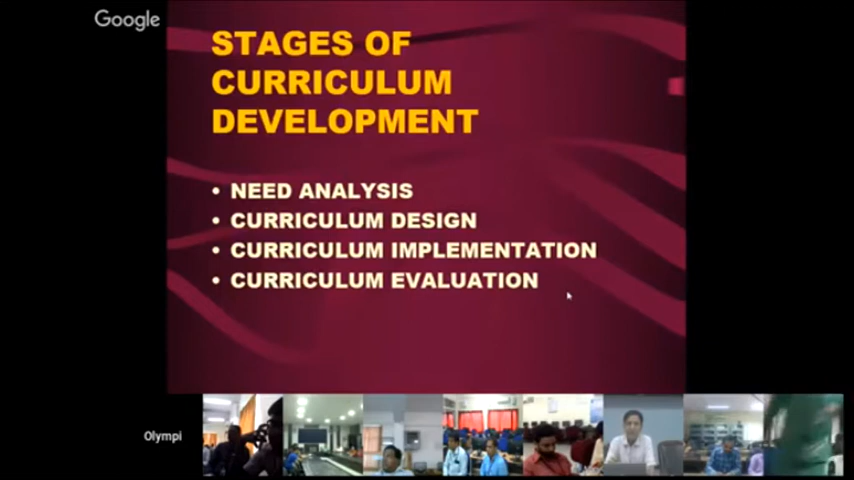 Google
STAGES OF
CURRICULUM
DEVELOPMENT
• NEED ANALYSIS
• CURRICULUM DESIGN
• CURRICULUM IMPLEMENTATION
• CURRICULUM EVALUATION
Olympi